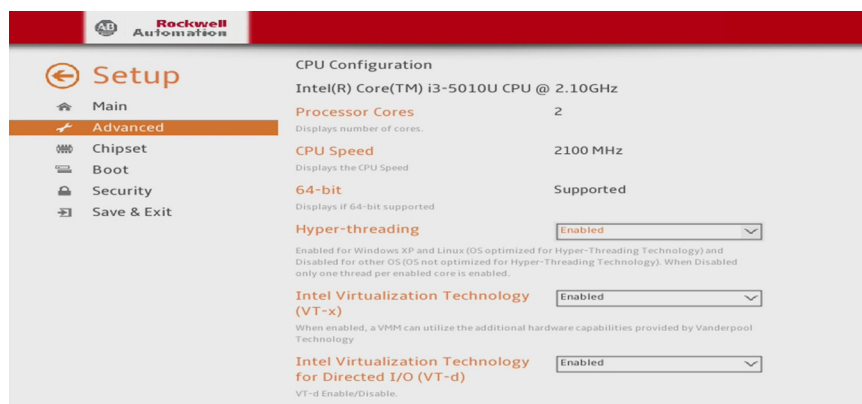 AB
Rockwell
Automation
Setup
Main
Advanced
Chipset
Boot
Security
Save & Exit
CPU Configuration
Intel(R) Core(TM) i3-5010U CPU @ 2.10GHz
Processor Cores 2
Displays number of cores.
CPU Speed 2100 MHz
Displays the CPU Speed
64-bit Supported
Displays if 64-bit supported
Hyper-threading Enabled
Enabled for Windows XP and Linux (OS optimized for Hyper-Threading Technology) and
Disabled for other OS (OS not optimized for Hyper-Threading Technology). When Disabled
only one thread per enabled core is enabled.
Intel Virtualization Technology Enabled
(VT-x)
When enabled, a VMM can utilize the additional hardware capabilities provided by Vanderpool
Technology
Intel Virtualization Technology Enabled
for Directed I/O (VT-d)
VT-d Enable/Disable.